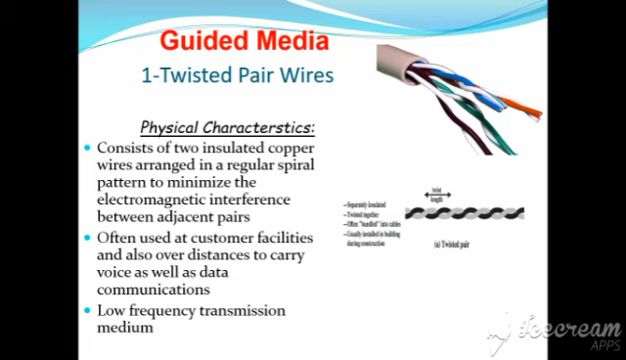 Guided Media
1-Twisted Pair Wires
Physical Characterstics:
Consists of two insulated copper
wires arranged in a regular spiral
pattern to minimize the
electromagnetic interference
between adjacent pairs
Often used at customer facilities
and also over distances to carry
voice as well as data
communications
Low frequency transmission
medium
twist
length
– Separately insulated
– Twisted together
– Often "bundled" into cables
– Usually installed in building
during construction
(a) Twisted pair
Icecream
APPS